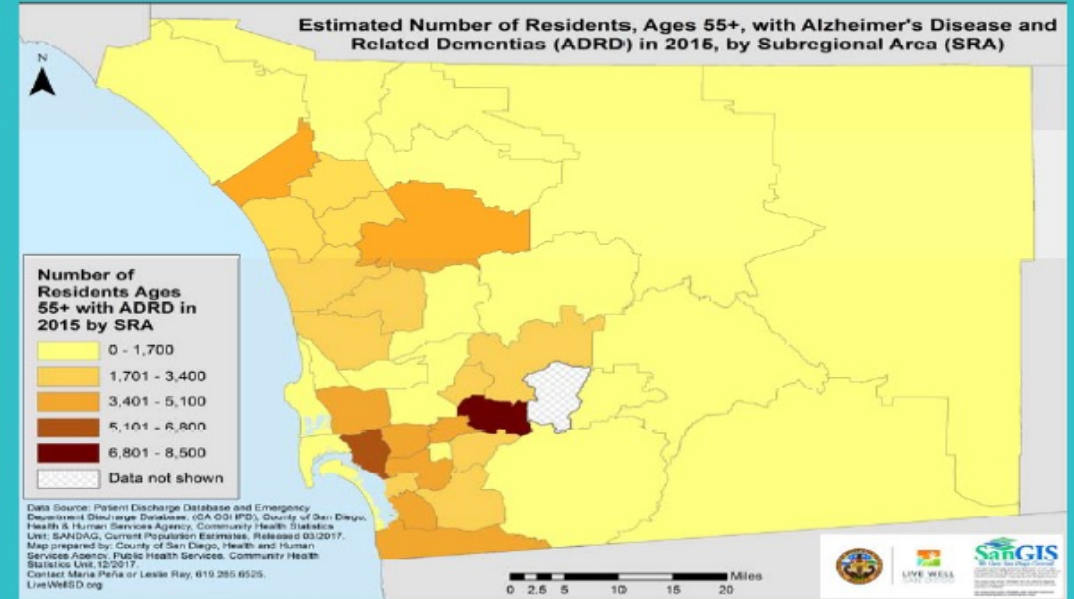 Estimated Number of Residents, Ages 55+, with Alzheimer's Disease and
Related Dementias (ADRD) in 2015, by Subregional Area (SRA)
N
Number of
Residents Ages
55+ with ADRD in
2015 by SRA
0 - 1,700
1,701 - 3,400
3,401 - 5,100
5,101 - 6,800
6,801 - 8,500
Data not shown
Data Source: Patient Discharge Database and Emergency
Department Discharge Database, (CA OSHPD), County of San Diego,
Health & Human Services Agency, Community Health Statistics
Unit; SANDAG, Current Population Estimates, Released 03/2017.
Map prepared by: County of San Diego, Health and Human
Services Agency, Public Health Services, Community Health
Statistics Unit, 12/2017.
Contact Maria Peña or Leslie Ray, 619.285.6525.
LiveWellSD.org
Miles
0 2.5 5 10 15 20
LIVE WELL
SAN DIEGO
SanGIS